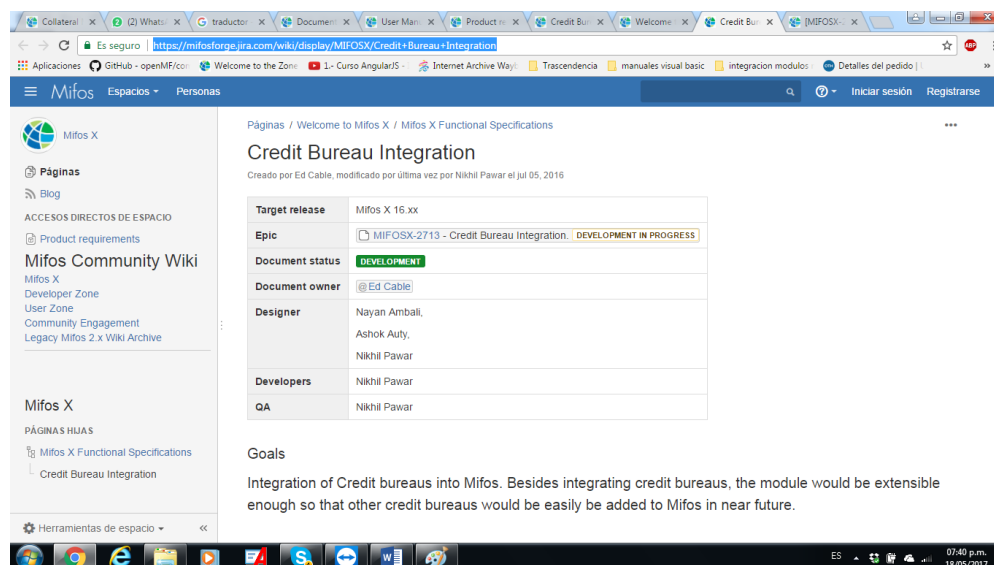 Collateral
(2) Whats
traductor
Document
User Man
Product re
Credit Bur
Welcome
Credit Bur
[MIFOSX-
Es seguro
https://mifosforge.jira.com/wiki/display/MIFOSX/Credit+Bureau+Integration
ABP
Aplicaciones
GitHub - openMF/con
Welcome to the Zone
1.- Curso AngularJS -
Internet Archive Wayb
Trascendencia
manuales visual basic
integracion modulos
Detalles del pedido |
»
Mifos
Espacios
Personas
Iniciar sesión
Registrarse
Mifos X
Páginas
Blog
ACCESOS DIRECTOS DE ESPACIO
Product requirements
Mifos Community Wiki
Mifos X
Developer Zone
User Zone
Community Engagement
Legacy Mifos 2.x Wiki Archive
Mifos X
PÁGINAS HIJAS
Mifos X Functional Specifications
Credit Bureau Integration
Herramientas de espacio
«
Páginas / Welcome to Mifos X / Mifos X Functional Specifications
Credit Bureau Integration
Creado por Ed Cable, modificado por última vez por Nikhil Pawar el jul 05, 2016
Target release Mifos X 16.xx
Epic MIFOSX-2713 - Credit Bureau Integration. DEVELOPMENT IN PROGRESS
Document status DEVELOPMENT
Document owner @Ed Cable
Designer Nayan Ambali,
Ashok Auty,
Nikhil Pawar
Developers Nikhil Pawar
QA Nikhil Pawar
Goals
Integration of Credit bureaus into Mifos. Besides integrating credit bureaus, the module would be extensible
enough so that other credit bureaus would be easily be added to Mifos in near future.
ES
07:40 p.m.
18/05/2017